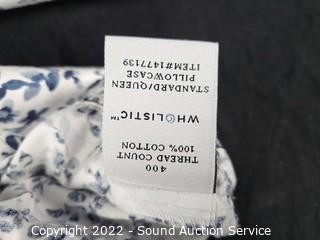 400
THREAD COUNT
100% COTTON
WHOLISTIC™
STANDARD/QUEEN
PILLOWCASE
ITEM#1477139
Copyright 2022 - Sound Auction Service